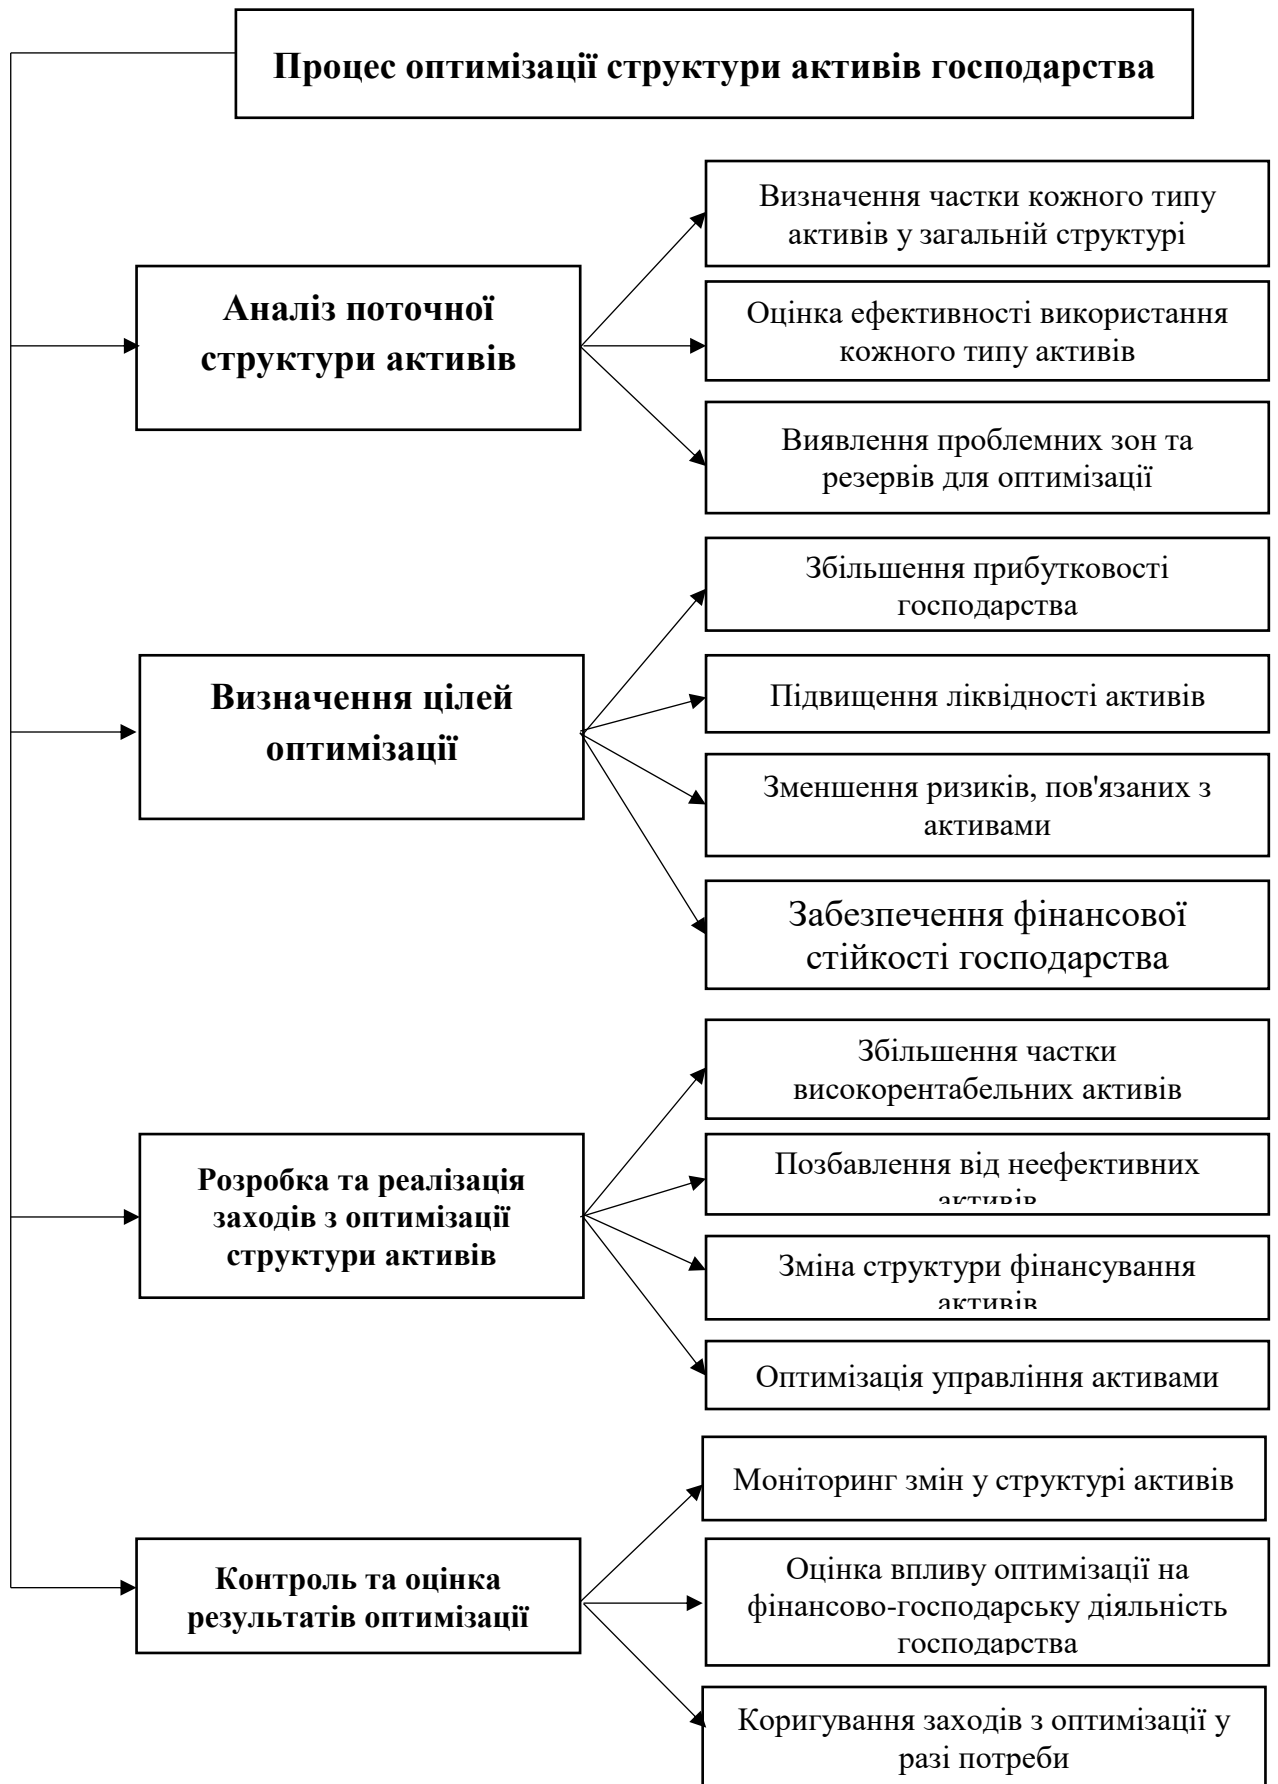 Процес оптимізації структури активів господарства
Аналіз поточної
структури активів
Визначення частки кожного типу
активів у загальній структурі
Оцінка ефективності використання
кожного типу активів
Виявлення проблемних зон та
резервів для оптимізації
Визначення цілей
оптимізації
Збільшення прибутковості
господарства
Підвищення ліквідності активів
Зменшення ризиків, пов'язаних з
активами
Забезпечення фінансової
стійкості господарства
Розробка та реалізація
заходів з оптимізації
структури активів
Збільшення частки
високорентабельних активів
Позбавлення від неефективних
активів
Зміна структури фінансування
активів
Оптимізація управління активами
Контроль та оцінка
результатів оптимізації
Моніторинг змін у структурі активів
Оцінка впливу оптимізації на
фінансово-господарську діяльність
господарства
Коригування заходів з оптимізації у
разі потреби